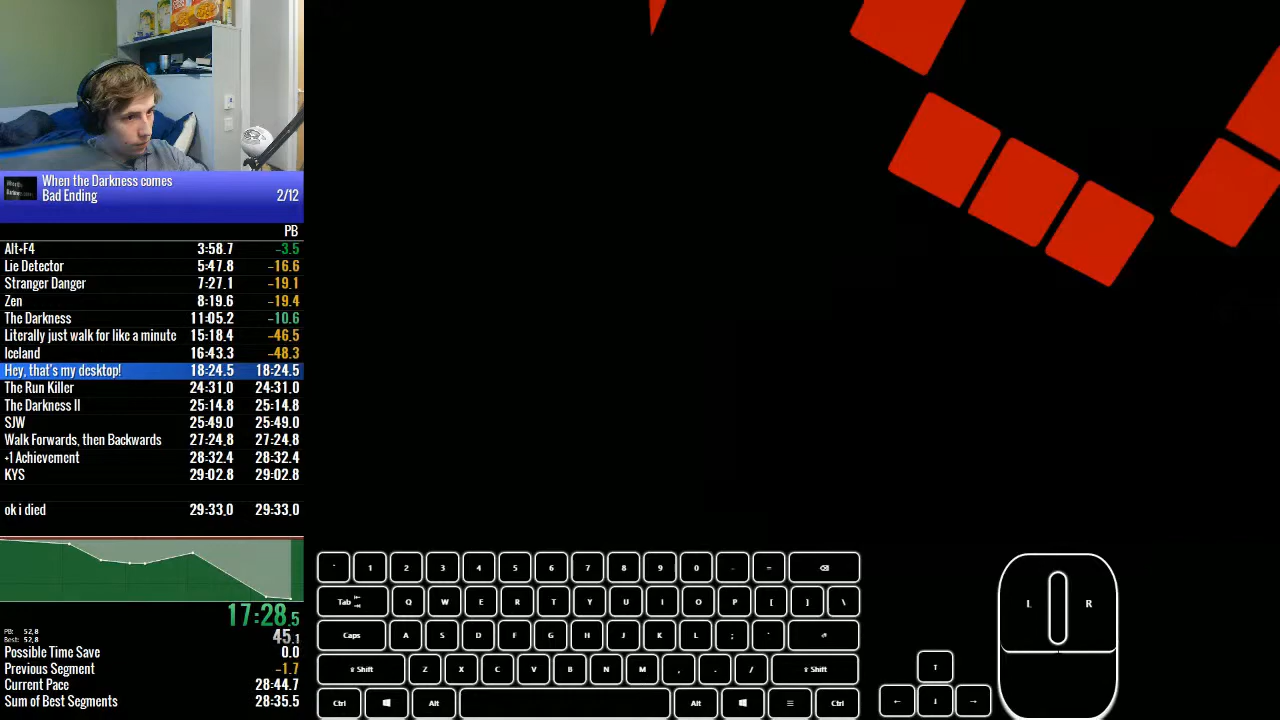 When the Darkness comes
Bad Ending 2/12
PB
Alt+F4 3:58.7 -3.5
Lie Detector 5:47.8 -16.6
Stranger Danger 7:27.1 -19.1
Zen 8:19.6 -19.4
The Darkness 11:05.2 -10.6
Literally just walk for like a minute 15:18.4 -46.5
Iceland 16:43.3 -48.3
Hey, that's my desktop! 18:24.5 18:24.5
The Run Killer 24:31.0 24:31.0
The Darkness II 25:14.8 25:14.8
SJW 25:49.0 25:49.0
Walk Forwards, then Backwards 27:24.8 27:24.8
+1 Achievement 28:32.4 28:32.4
KYS 29:02.8 29:02.8
ok i died 29:33.0 29:33.0
17:28.5
PB: 52.8 45.1
Best: 52.8
Possible Time Save 0.0
Previous Segment -1.7
Current Pace 28:44.7
Sum of Best Segments 28:35.5
` 1 2 3 4 5 6 7 8 9 0 - = ⌫
Tab Q W E R T Y U I O P [ ] \
Caps A S D F G H J K L ; ' ⏎
⇧ Shift Z X C V B N M , . / ⇧ Shift
Ctrl Alt Alt ≡ Ctrl
↑
← ↓ →
L R